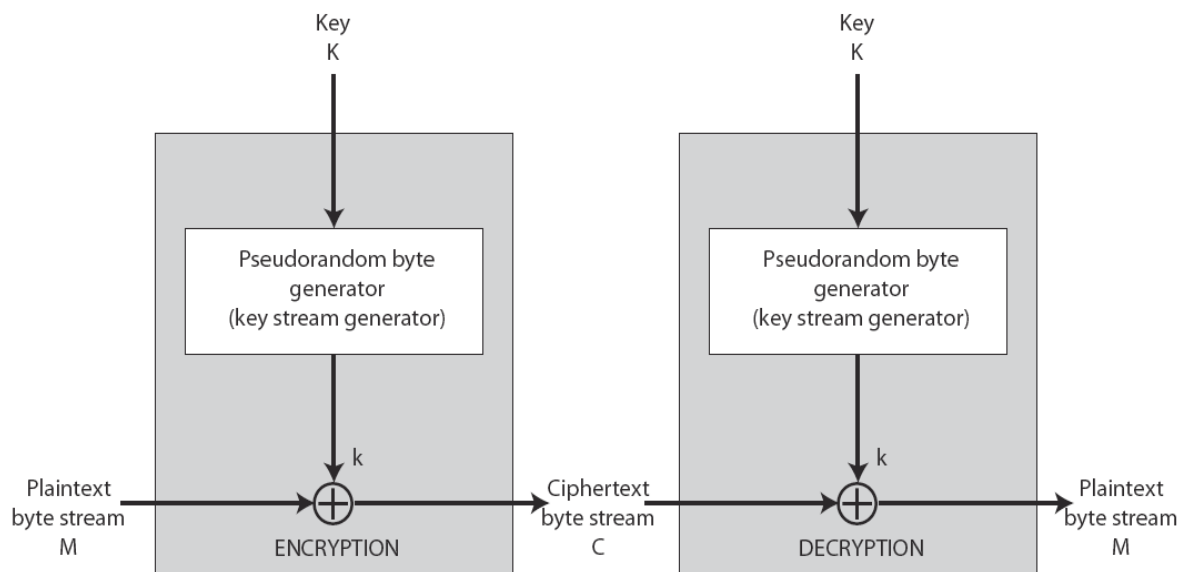 Key
K
Key
K
Pseudorandom byte
generator
(key stream generator)
Pseudorandom byte
generator
(key stream generator)
k
k
Plaintext
byte stream
M
Ciphertext
byte stream
C
Plaintext
byte stream
M
ENCRYPTION
DECRYPTION